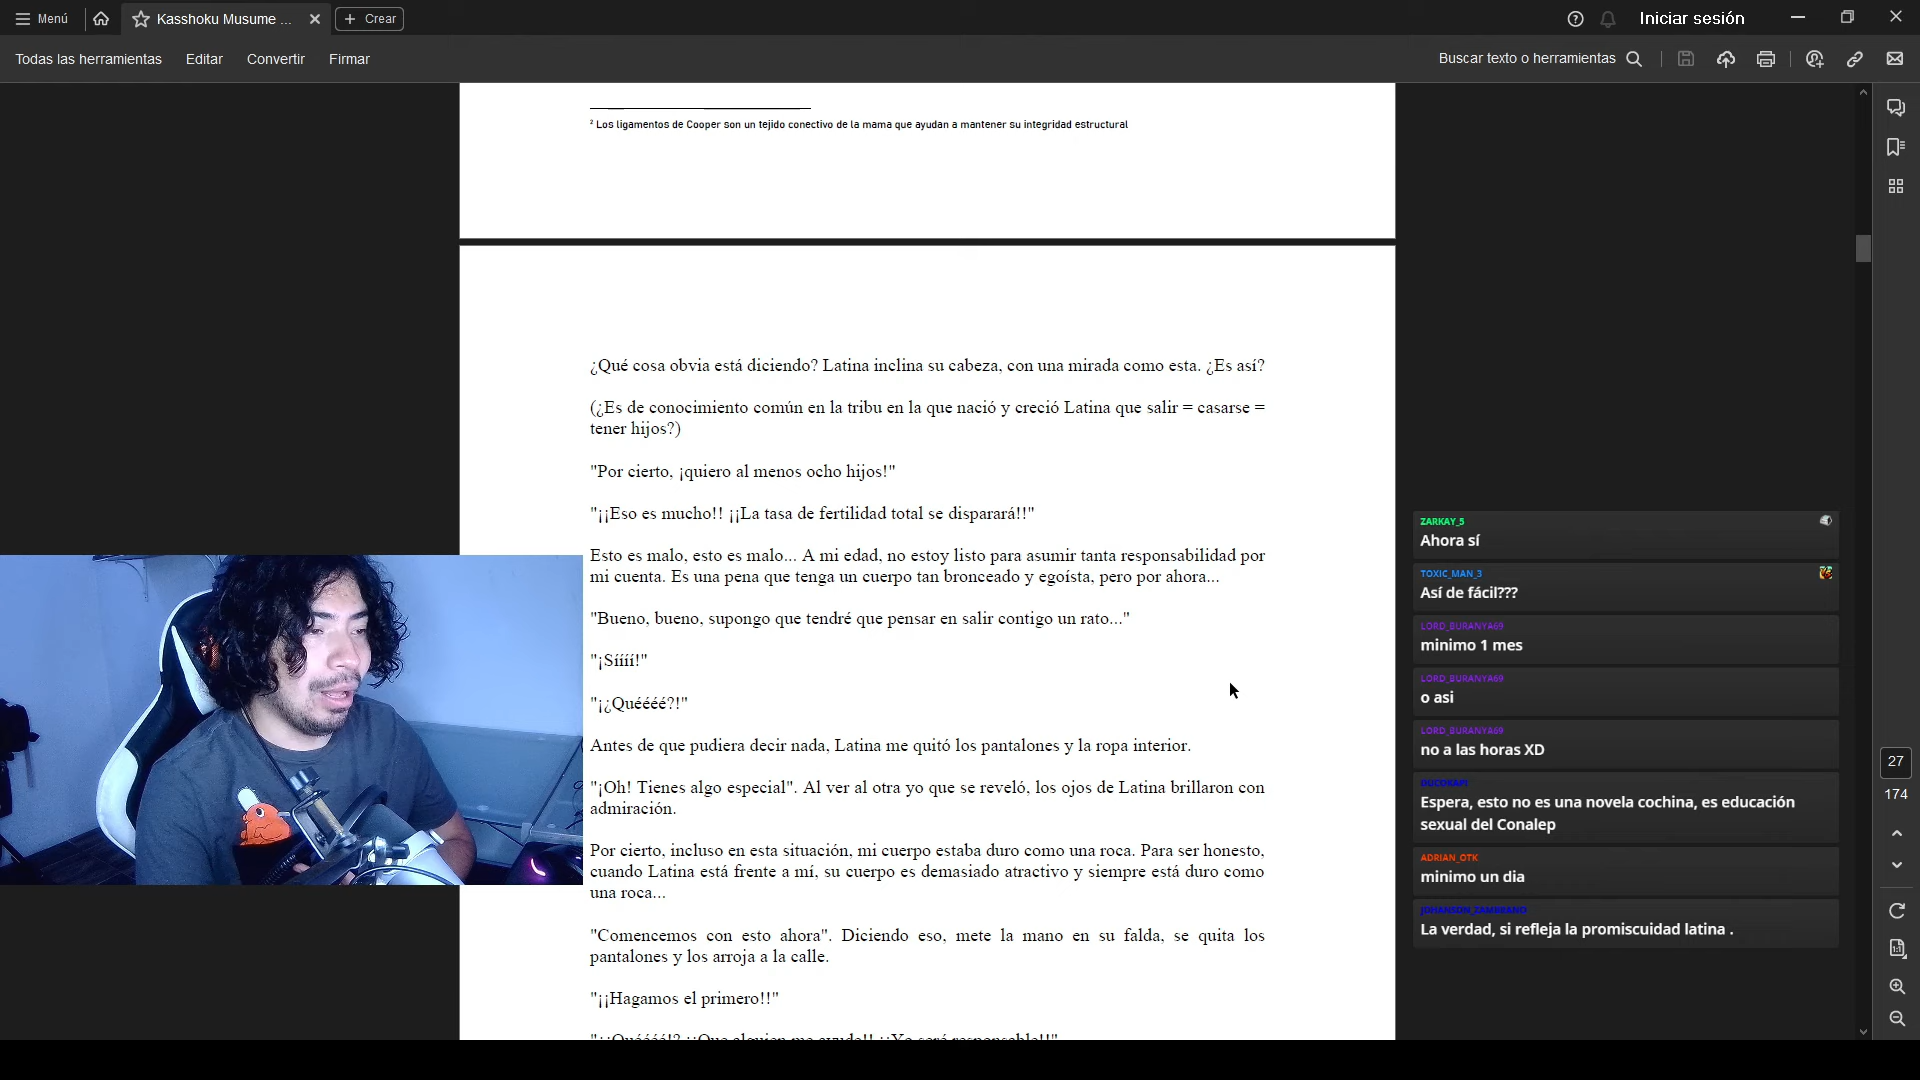 Menú
Kasshoku Musume ...
Crear
Iniciar sesión
Todas las herramientas
Editar
Convertir
Firmar
Buscar texto o herramientas
² Los ligamentos de Cooper son un tejido conectivo de la mama que ayudan a mantener su integridad estructural
¿Qué cosa obvia está diciendo? Latina inclina su cabeza, con una mirada como esta. ¿Es así?
(¿Es de conocimiento común en la tribu en la que nació y creció Latina que salir = casarse =
tener hijos?)
"Por cierto, ¡quiero al menos ocho hijos!"
"¡¡Eso es mucho!! ¡¡La tasa de fertilidad total se disparará!!"
Esto es malo, esto es malo... A mi edad, no estoy listo para asumir tanta responsabilidad por
mi cuenta. Es una pena que tenga un cuerpo tan bronceado y egoísta, pero por ahora...
"Bueno, bueno, supongo que tendré que pensar en salir contigo un rato..."
"¡Síííí!"
"¡¿Quéééé?!"
Antes de que pudiera decir nada, Latina me quitó los pantalones y la ropa interior.
"¡Oh! Tienes algo especial". Al ver al otra yo que se reveló, los ojos de Latina brillaron con
admiración.
Por cierto, incluso en esta situación, mi cuerpo estaba duro como una roca. Para ser honesto,
cuando Latina está frente a mí, su cuerpo es demasiado atractivo y siempre está duro como
una roca...
"Comencemos con esto ahora". Diciendo eso, mete la mano en su falda, se quita los
pantalones y los arroja a la calle.
"¡¡Hagamos el primero!!"
"¡¿Quéééé!? ¡¡Que alguien me ayude!! ¡¡Yo seré responsable!!"
ZARKAY_5
Ahora sí
TOXIC_MAN_3
Así de fácil???
LORD_BURANYA69
minimo 1 mes
LORD_BURANYA69
o asi
LORD_BURANYA69
no a las horas XD
Espera, esto no es una novela cochina, es educación
sexual del Conalep
ADRIAN_OTK
minimo un dia
JOHANSON_ZAMBRANO
La verdad, si refleja la promiscuidad latina .
27
174